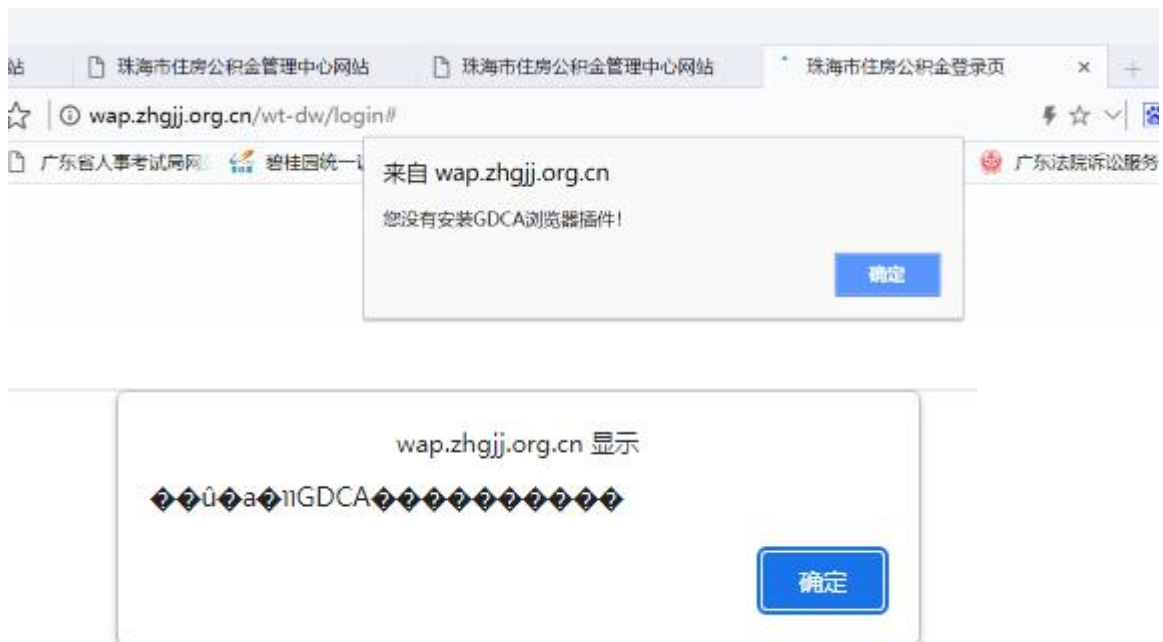 站 珠海市住房公积金管理中心网站 珠海市住房公积金管理中心网站 珠海市住房公积金登录页 × +
wap.zhgjj.org.cn/wt-dw/login#
广东省人事考试局网 碧桂园统一 广东法院诉讼服务
来自 wap.zhgjj.org.cn
您没有安装GDCA浏览器插件!
确定
wap.zhgjj.org.cn 显示
��û�a�װGDCA����������
确定